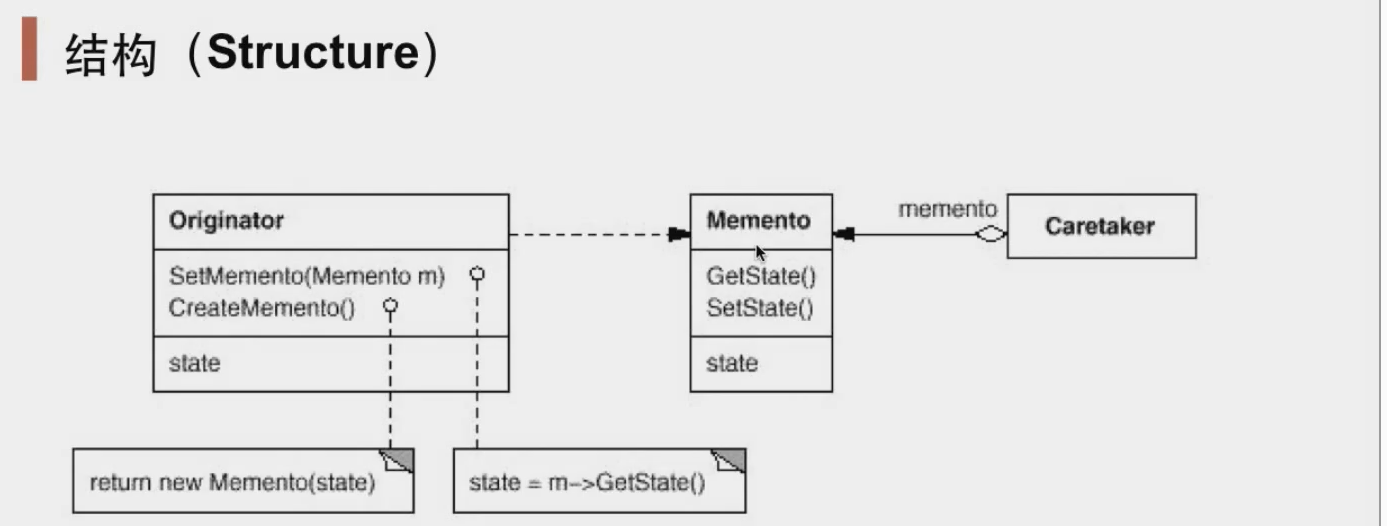 结构（Structure）
Originator
SetMemento(Memento m)
CreateMemento()
state
Memento
GetState()
SetState()
state
memento
Caretaker
return new Memento(state)
state = m->GetState()